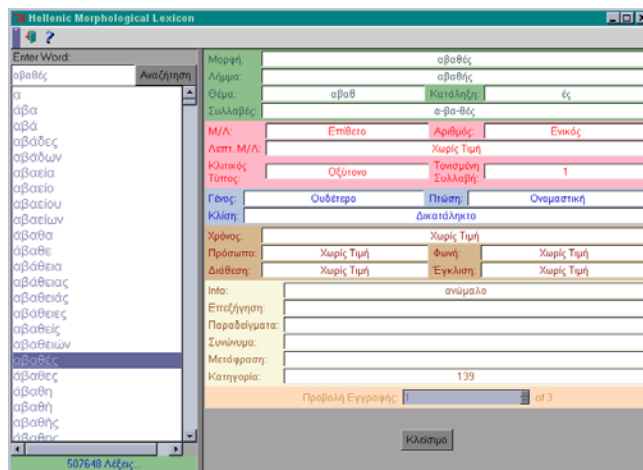 Hellenic Morphological Lexicon
Enter Word:
αβαθές
Αναζήτηση
α
άβα
αβά
αβάδες
αβάδων
αβαεία
αβαείο
αβαείου
αβαείων
άβαθα
άβαθε
αβάθεια
αβάθειας
αβαθειάς
αβάθειες
αβαθείς
αβαθειών
αβαθές
άβαθες
άβαθη
αβαθή
αβαθής
άβαθος
507648 Λέξεις...
Μορφή: αβαθές
Λήμμα: αβαθής
Θέμα: αβαθ Κατάληξη: ές
Συλλαβές: α-βα-θές
Μ/Λ: Επίθετο Αριθμός: Ενικός
Λεπτ. Μ/Λ: Χωρίς Τιμή
Κλιτικός Τύπος: Οξύτονο Τονισμένη Συλλαβή: 1
Γένος: Ουδέτερο Πτώση: Ονομαστική
Κλίση: Δικατάληκτο
Χρόνος: Χωρίς Τιμή
Πρόσωπο: Χωρίς Τιμή Φωνή: Χωρίς Τιμή
Διάθεση: Χωρίς Τιμή Έγκλιση: Χωρίς Τιμή
Info: ανώμαλο
Επεξήγηση:
Παραδείγματα:
Συνώνυμα:
Μετάφραση:
Κατηγορία: 139
Προβολή Εγγραφής: 1 of 3
Κλείσιμο